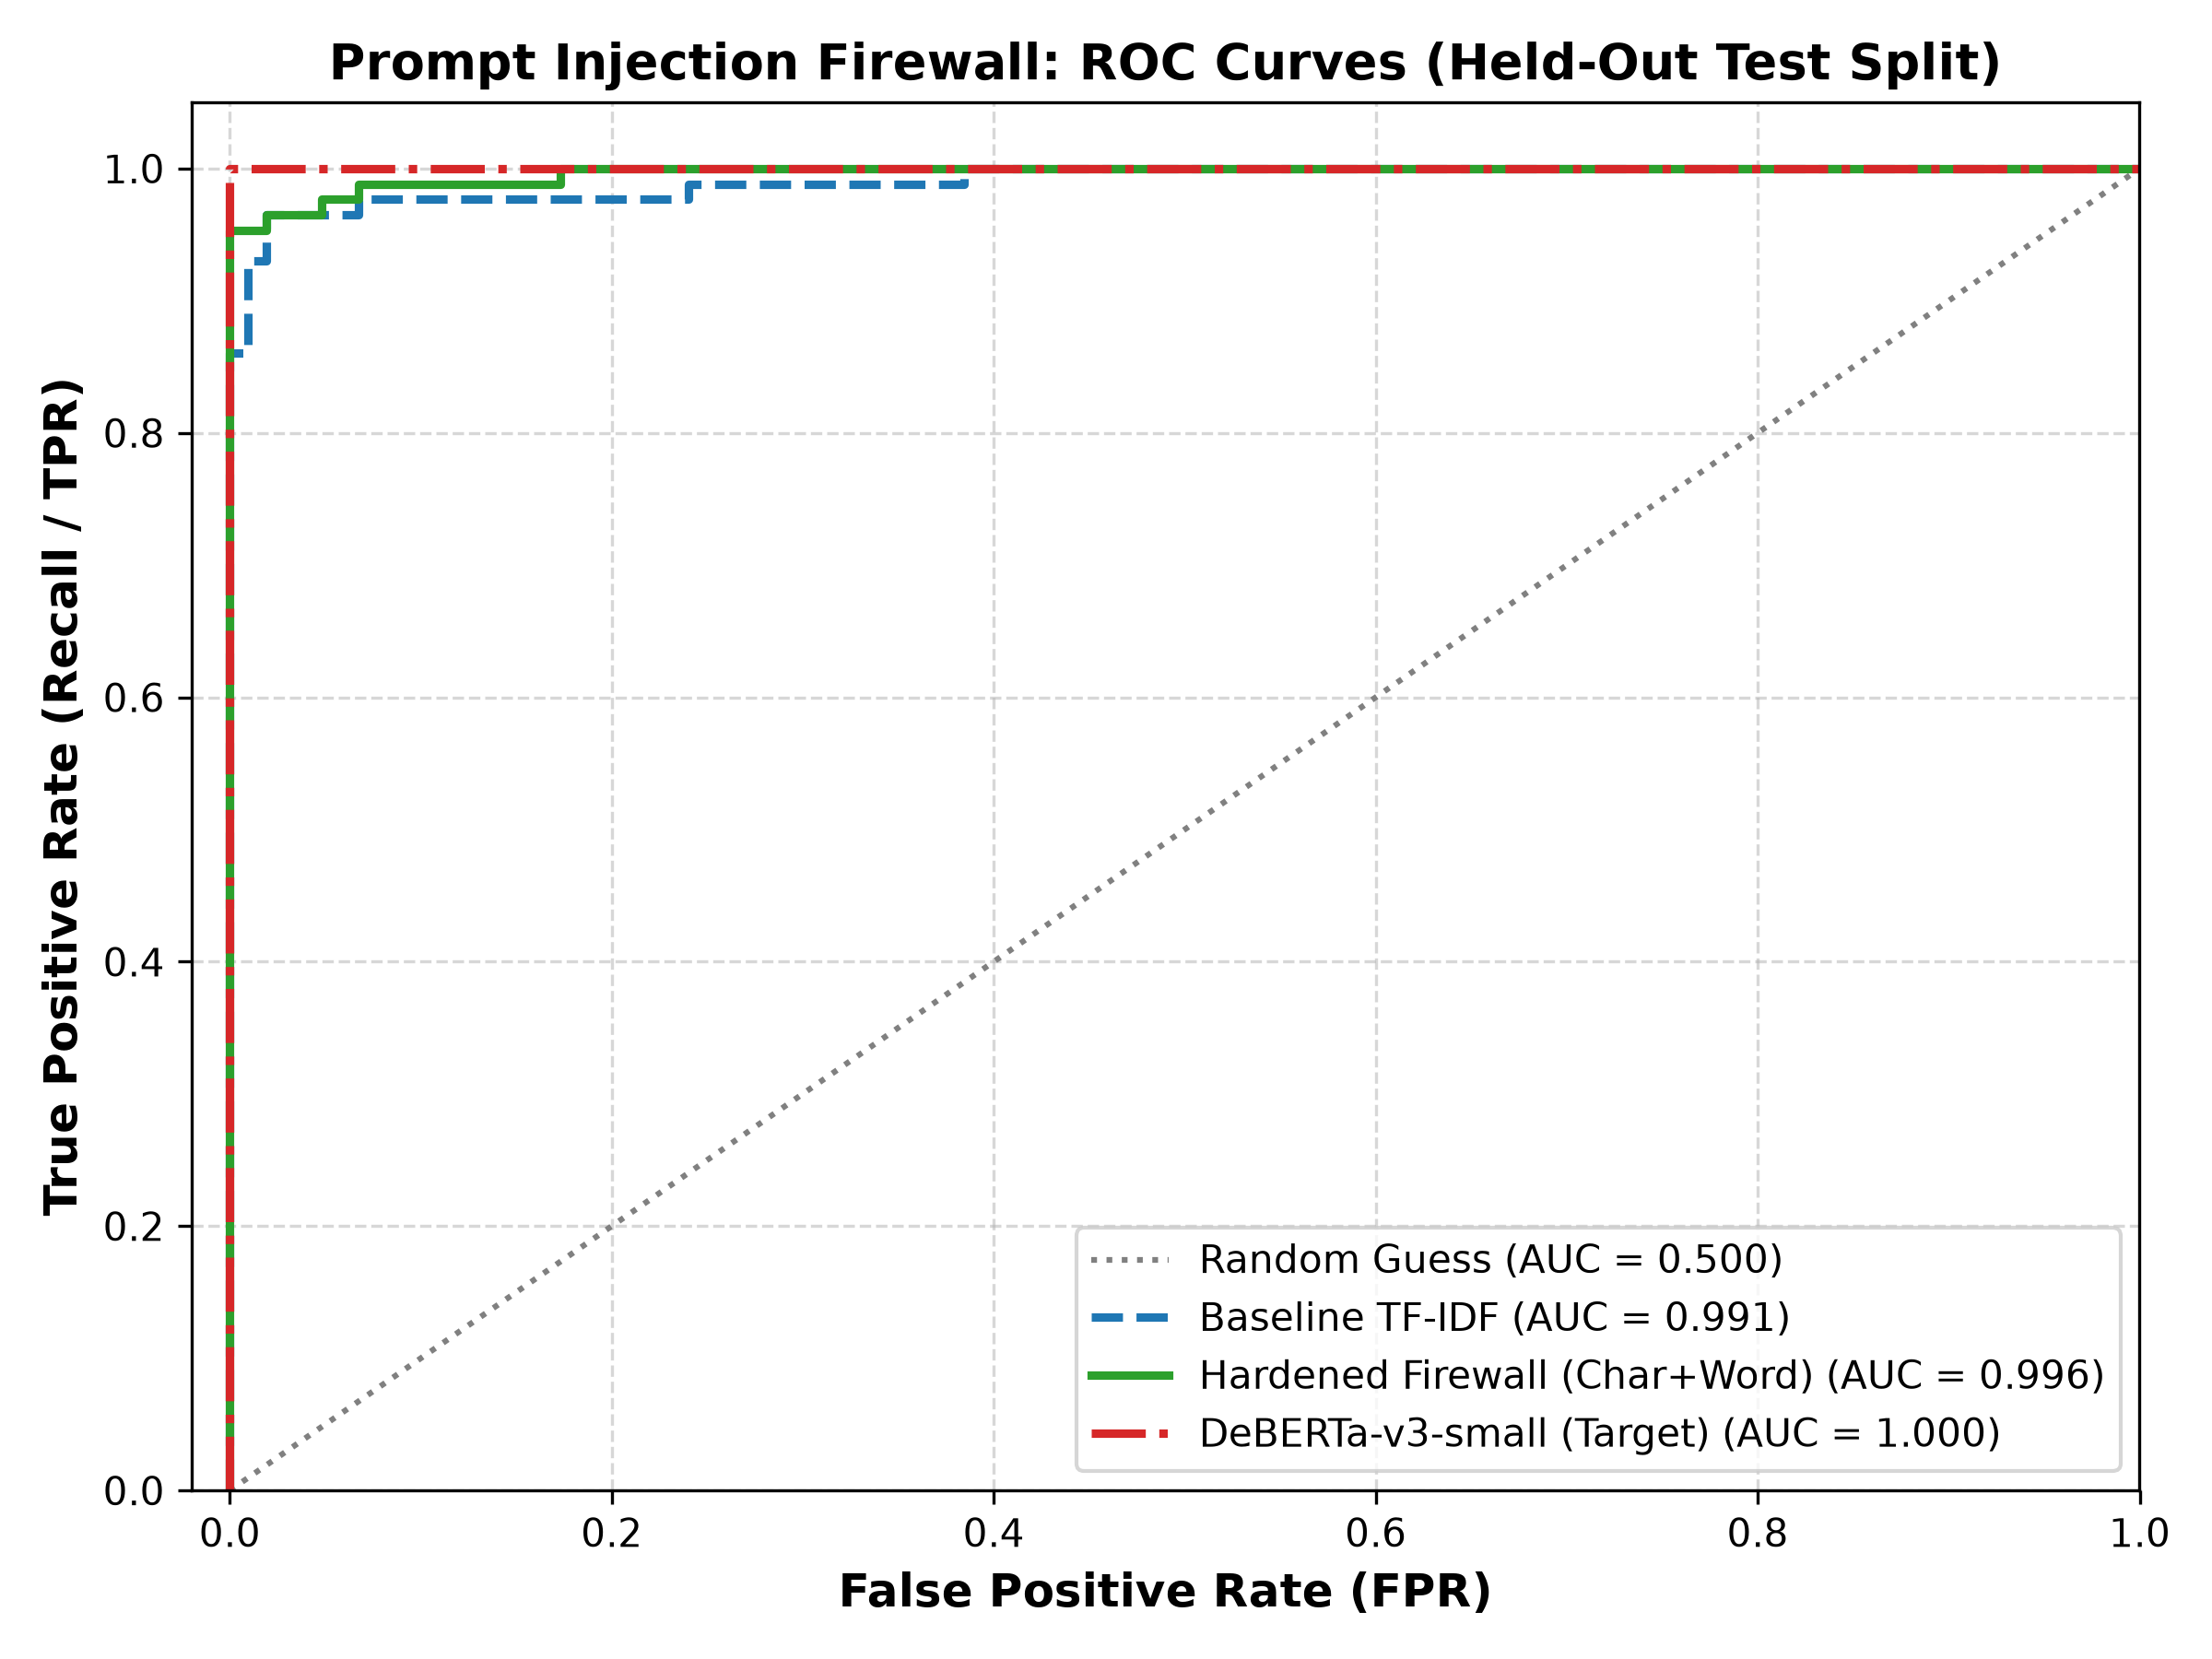 Prompt Injection Firewall: ROC Curves (Held-Out Test Split)
True Positive Rate (Recall / TPR)
1.0
0.8
0.6
0.4
0.2
0.0
0.0 0.2 0.4 0.6 0.8 1.0
False Positive Rate (FPR)
Random Guess (AUC = 0.500)
Baseline TF-IDF (AUC = 0.991)
Hardened Firewall (Char+Word) (AUC = 0.996)
DeBERTa-v3-small (Target) (AUC = 1.000)